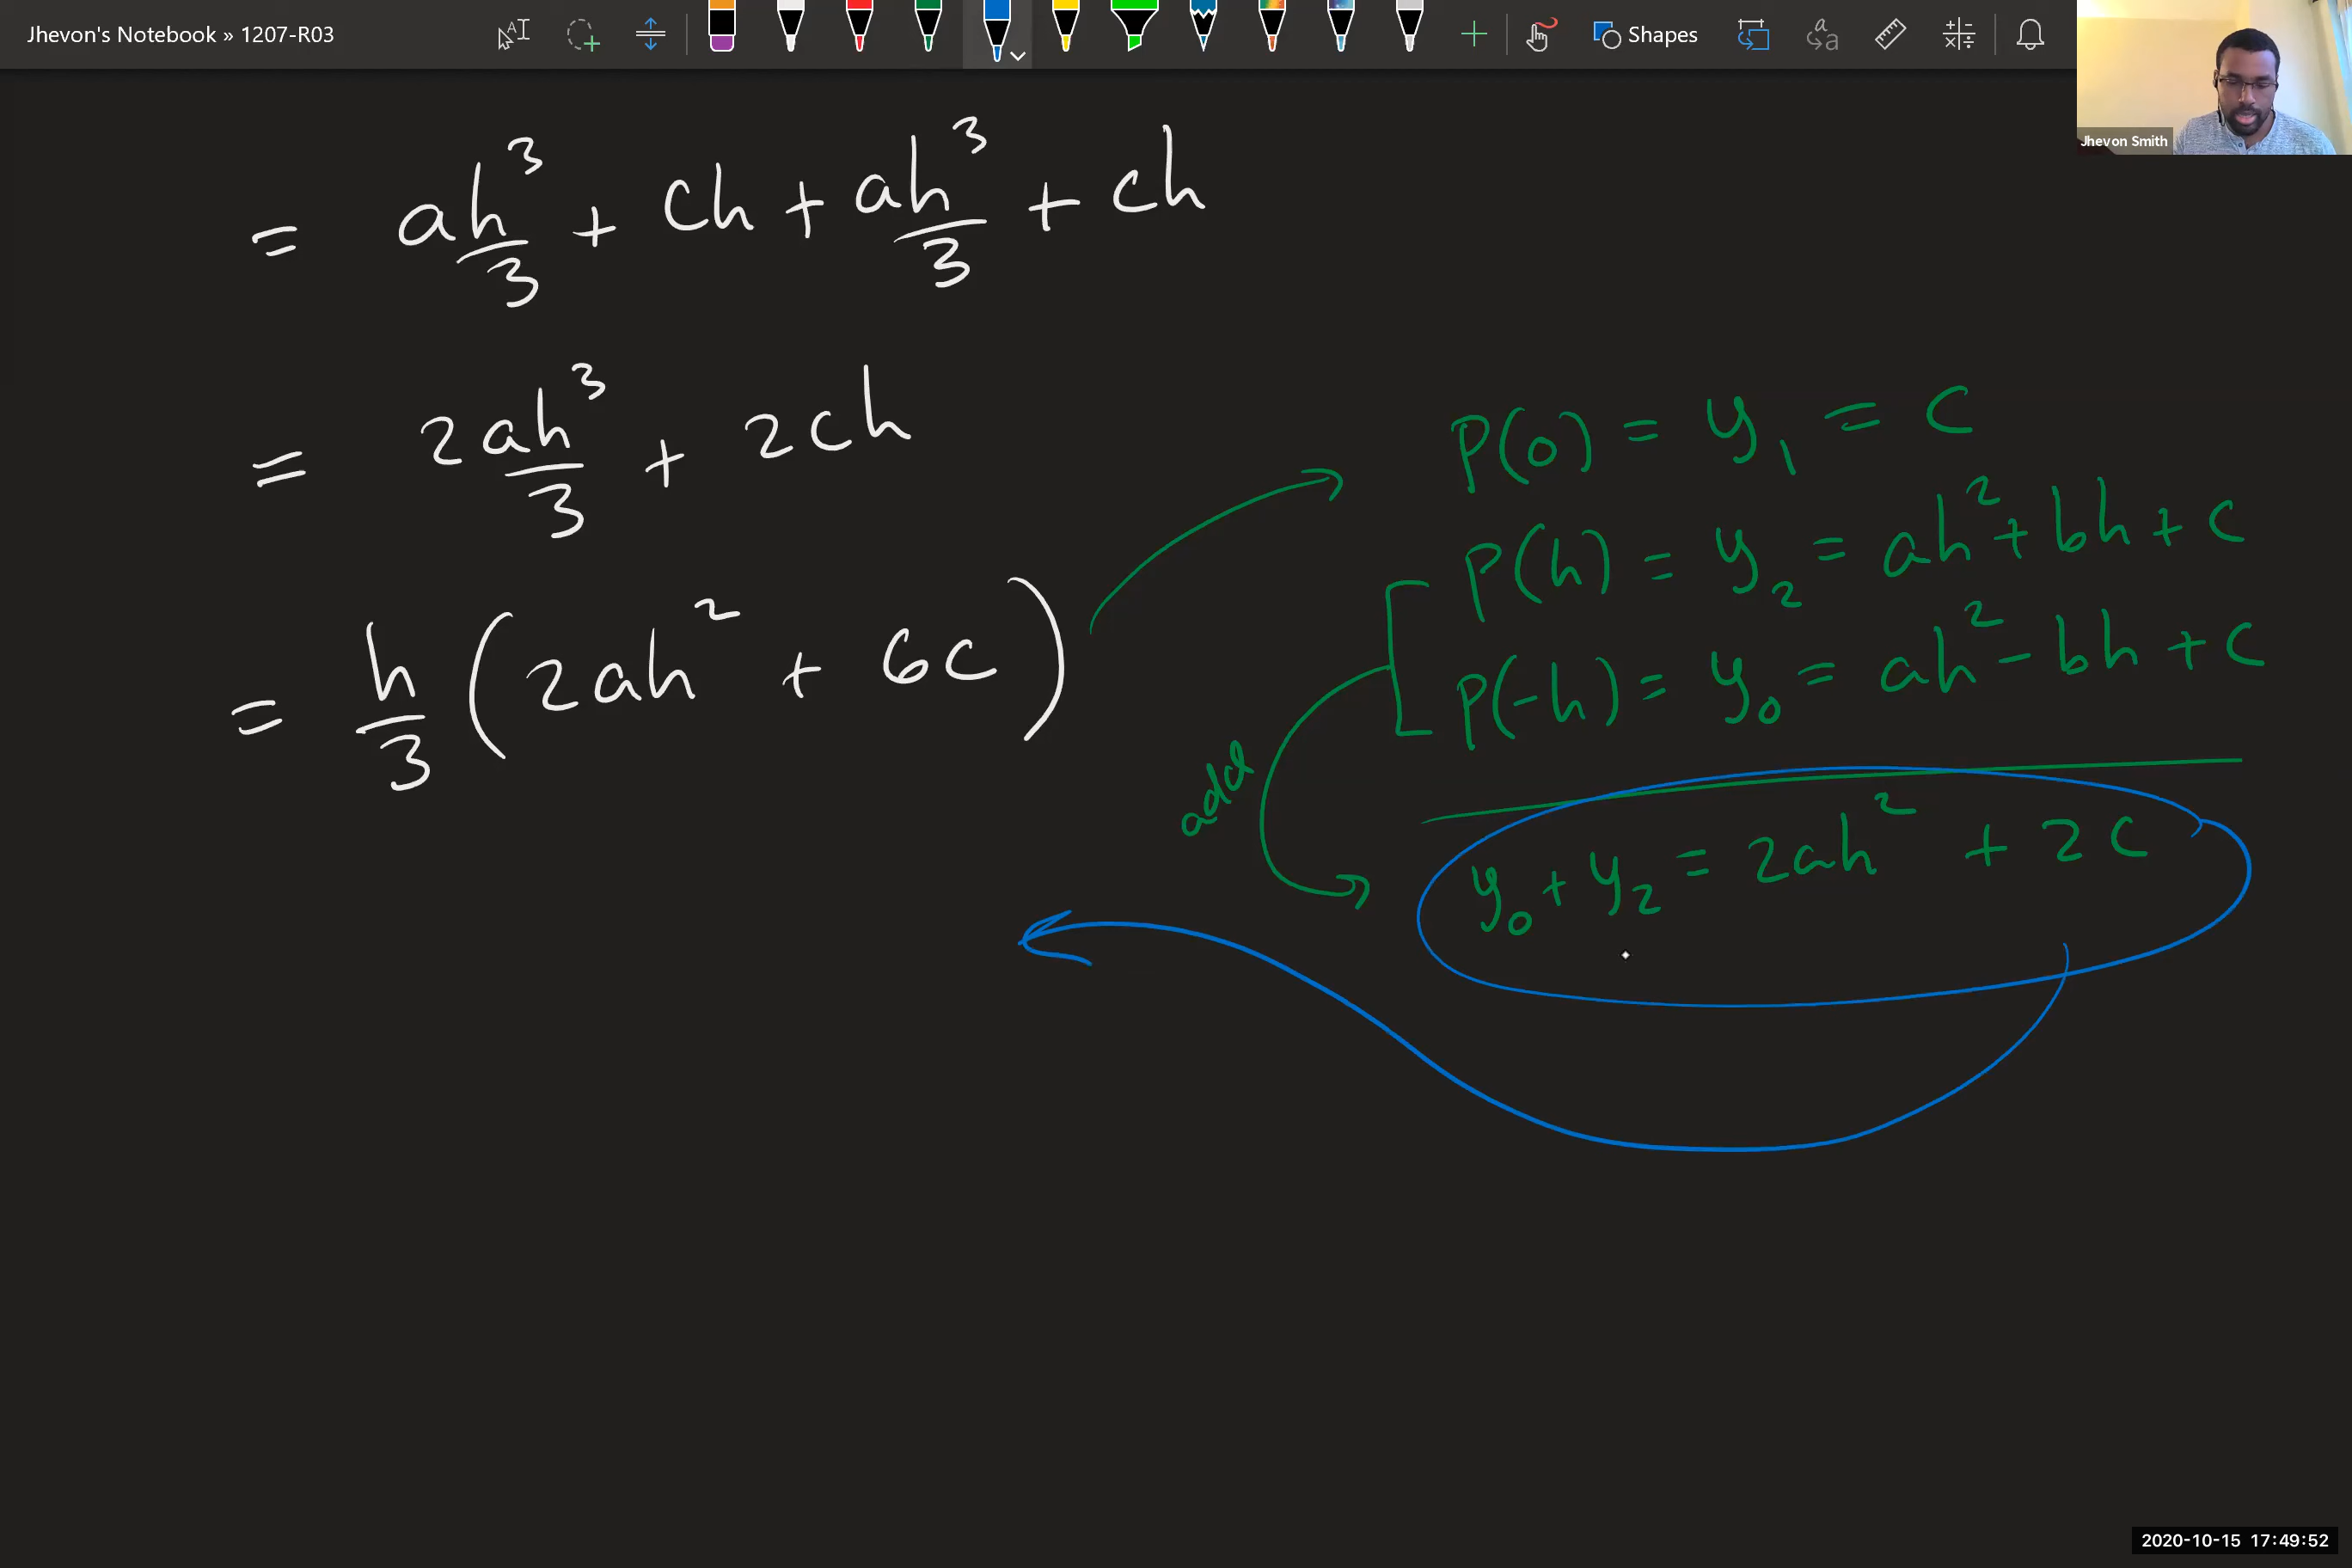 Jhevon's Notebook » 1207-R03
Shapes
Jhevon Smith
= ah³/3 + ch + ah³/3 + ch
= 2ah³/3 + 2ch
= h/3 (2ah² + 6c)
P(0) = y₁ = c
P(h) = y₂ = ah² + bh + c
P(-h) = y₀ = ah² - bh + c
add
y₀ + y₂ = 2ah² + 2c
2020-10-15 17:49:52